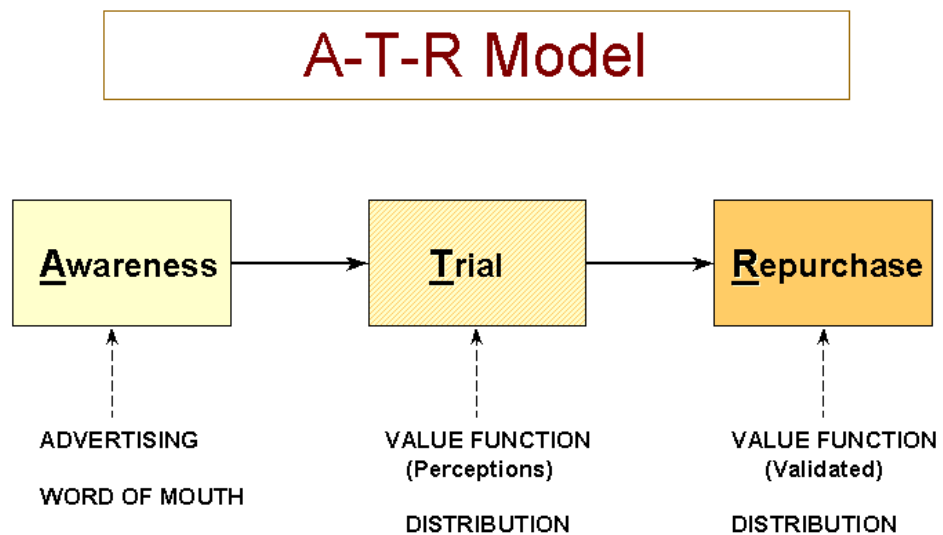 A-T-R Model
Awareness
Trial
Repurchase
ADVERTISING
WORD OF MOUTH
VALUE FUNCTION
(Perceptions)
DISTRIBUTION
VALUE FUNCTION
(Validated)
DISTRIBUTION